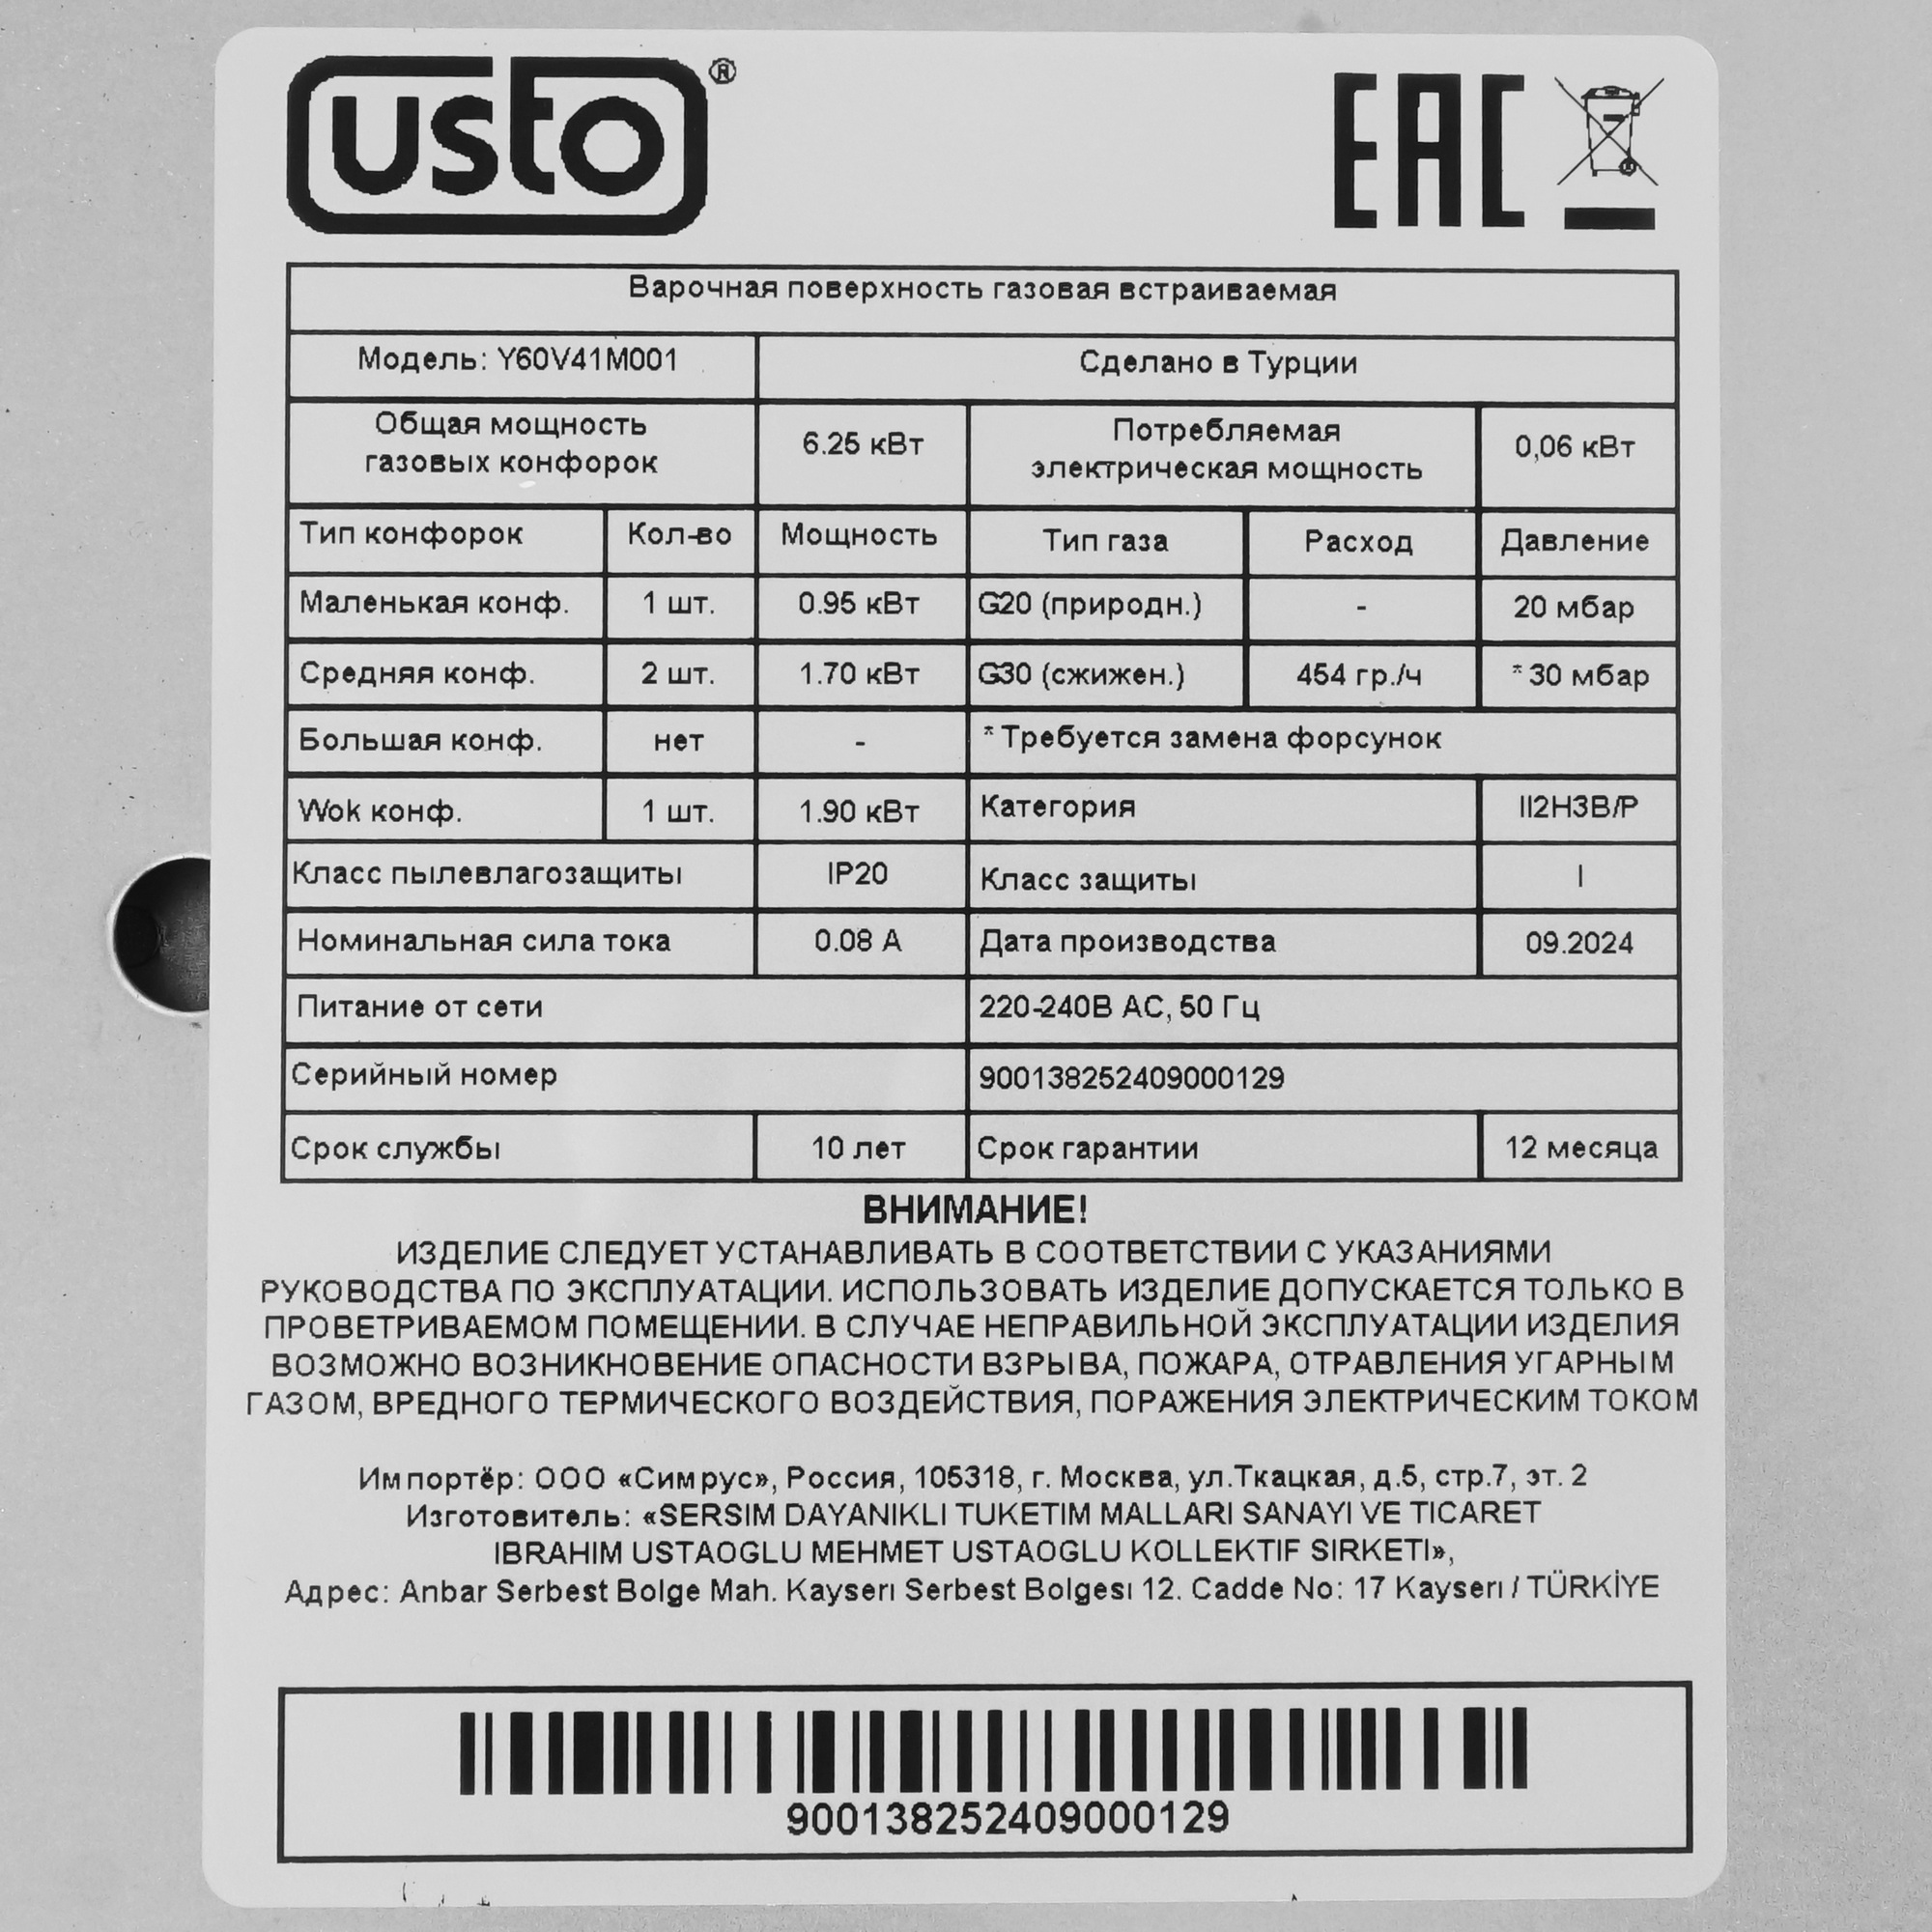 usto®
EAC
Варочная поверхность газовая встраиваемая
Модель: Y60V41M001 Сделано в Турции
Общая мощность газовых конфорок 6.25 кВт Потребляемая электрическая мощность 0,06 кВт
Тип конфорок Кол-во Мощность Тип газа Расход Давление
Маленькая конф. 1 шт. 0.95 кВт G20 (природн.) - 20 мбар
Средняя конф. 2 шт. 1.70 кВт G30 (сжижен.) 454 гр./ч *30 мбар
Большая конф. нет - *Требуется замена форсунок
Wok конф. 1 шт. 1.90 кВт Категория II2H3B/P
Класс пылевлагозащиты IP20 Класс защиты I
Номинальная сила тока 0.08 А Дата производства 09.2024
Питание от сети 220-240В АС, 50 Гц
Серийный номер 900138252409000129
Срок службы 10 лет Срок гарантии 12 месяца
ВНИМАНИЕ!
ИЗДЕЛИЕ СЛЕДУЕТ УСТАНАВЛИВАТЬ В СООТВЕТСТВИИ С УКАЗАНИЯМИ
РУКОВОДСТВА ПО ЭКСПЛУАТАЦИИ. ИСПОЛЬЗОВАТЬ ИЗДЕЛИЕ ДОПУСКАЕТСЯ ТОЛЬКО В
ПРОВЕТРИВАЕМОМ ПОМЕЩЕНИИ. В СЛУЧАЕ НЕПРАВИЛЬНОЙ ЭКСПЛУАТАЦИИ ИЗДЕЛИЯ
ВОЗМОЖНО ВОЗНИКНОВЕНИЕ ОПАСНОСТИ ВЗРЫВА, ПОЖАРА, ОТРАВЛЕНИЯ УГАРНЫМ
ГАЗОМ, ВРЕДНОГО ТЕРМИЧЕСКОГО ВОЗДЕЙСТВИЯ, ПОРАЖЕНИЯ ЭЛЕКТРИЧЕСКИМ ТОКОМ
Импортёр: ООО «Симрус», Россия, 105318, г. Москва, ул.Ткацкая, д.5, стр.7, эт. 2
Изготовитель: «SERSIM DAYANIKLI TUKETIM MALLARI SANAYI VE TICARET
IBRAHIM USTAOGLU MEHMET USTAOGLU KOLLEKTIF SIRKETI»,
Адрес: Anbar Serbest Bolge Mah. Kayserı Serbest Bolgesı 12. Cadde No: 17 Kayserı / TÜRKİYE
900138252409000129